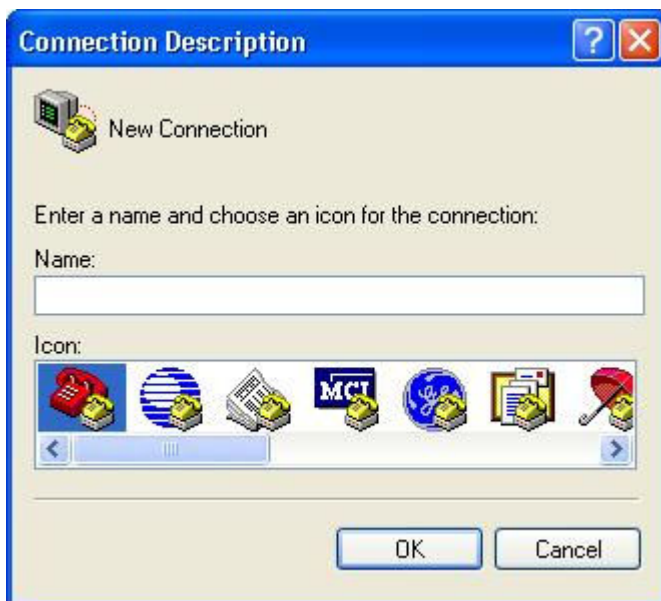 Connection Description
New Connection
Enter a name and choose an icon for the connection:
Name:
Icon:
MCI
OK
Cancel